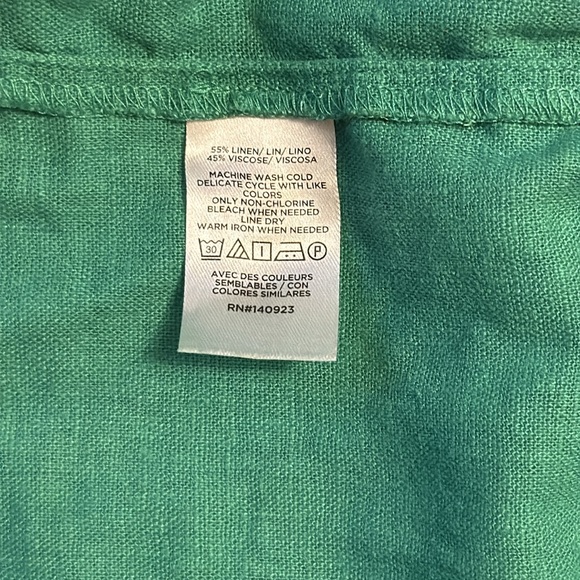 55% LINEN/ LIN/ LINO
45% VISCOSE/ VISCOSA
MACHINE WASH COLD
DELICATE CYCLE WITH LIKE
COLORS
ONLY NON-CHLORINE
BLEACH WHEN NEEDED
LINE DRY
WARM IRON WHEN NEEDED
30 P
AVEC DES COULEURS
SEMBLABLES / CON
COLORES SIMILARES
RN#140923